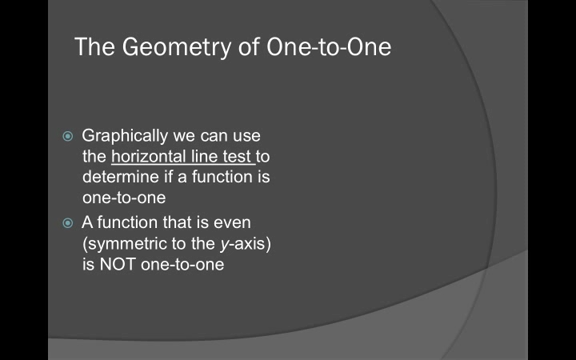 The Geometry of One-to-One
Graphically we can use
the horizontal line test to
determine if a function is
one-to-one
A function that is even
(symmetric to the y-axis)
is NOT one-to-one